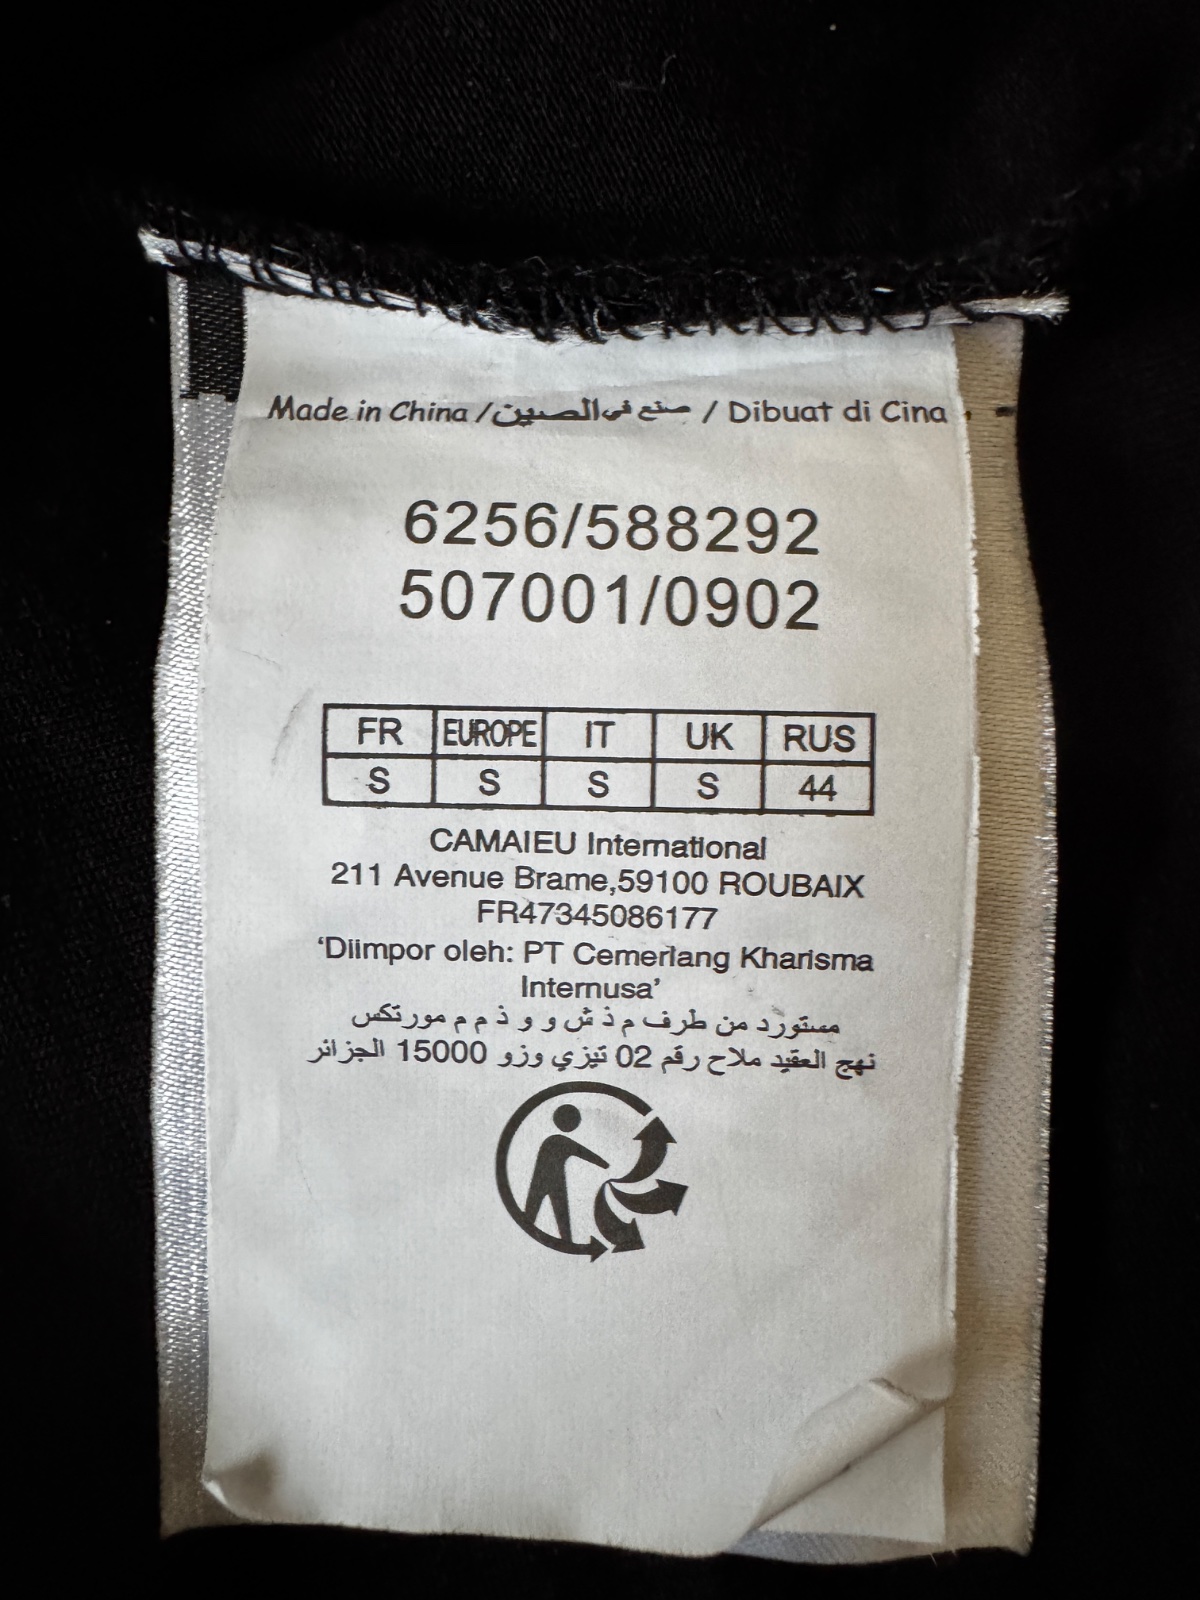 Made in China / صنع في الصين / Dibuat di Cina
6256/588292
507001/0902
FR EUROPE IT UK RUS
S S S S 44
CAMAIEU International
211 Avenue Brame,59100 ROUBAIX
FR47345086177
‘Diimpor oleh: PT Cemerlang Kharisma
Internusa’
مستورد من طرف م ذ ش و و ذ م م مورتكس
نهج العقيد ملاح رقم 02 تيزي وزو 15000 الجزائر